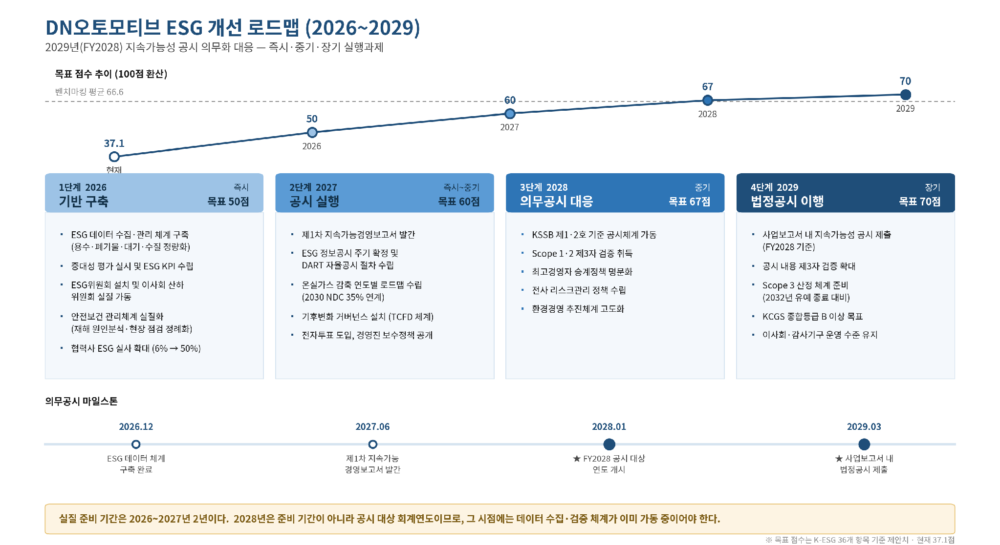 DN오토모티브 ESG 개선 로드맵 (2026~2029)
2029년(FY2028) 지속가능성 공시 의무화 대응 — 즉시·중기·장기 실행과제
목표 점수 추이 (100점 환산)
벤치마킹 평균 66.6
37.1
현재
50
2026
60
2027
67
2028
70
2029
1단계 2026
즉시
기반 구축
목표 50점
ESG 데이터 수집·관리 체계 구축
(용수·폐기물·대기·수질 정량화)
중대성 평가 실시 및 ESG KPI 수립
ESG위원회 설치 및 이사회 산하
위원회 실질 가동
안전보건 관리체계 실질화
(재해 원인분석·현장 점검 정례화)
협력사 ESG 실사 확대 (6% → 50%)
2단계 2027
즉시~중기
공시 실행
목표 60점
제1차 지속가능경영보고서 발간
ESG 정보공시 주기 확정 및
DART 자율공시 절차 수립
온실가스 감축 연도별 로드맵 수립
(2030 NDC 35% 연계)
기후변화 거버넌스 설치 (TCFD 체계)
전자투표 도입, 경영진 보수정책 공개
3단계 2028
중기
의무공시 대응
목표 67점
KSSB 제1·2호 기준 공시체계 가동
Scope 1·2 제3자 검증 취득
최고경영자 승계정책 명문화
전사 리스크관리 정책 수립
환경경영 추진체계 고도화
4단계 2029
장기
법정공시 이행
목표 70점
사업보고서 내 지속가능성 공시 제출
(FY2028 기준)
공시 내용 제3자 검증 확대
Scope 3 산정 체계 준비
(2032년 유예 종료 대비)
KCGS 종합등급 B 이상 목표
이사회·감사기구 운영 수준 유지
의무공시 마일스톤
2026.12
ESG 데이터 체계
구축 완료
2027.06
제1차 지속가능
경영보고서 발간
2028.01
★ FY2028 공시 대상
연도 개시
2029.03
★ 사업보고서 내
법정공시 제출
실질 준비 기간은 2026~2027년 2년이다. 2028년은 준비 기간이 아니라 공시 대상 회계연도이므로, 그 시점에는 데이터 수집·검증 체계가 이미 가동 중이어야 한다.
※ 목표 점수는 K-ESG 36개 항목 기준 제안치 · 현재 37.1점